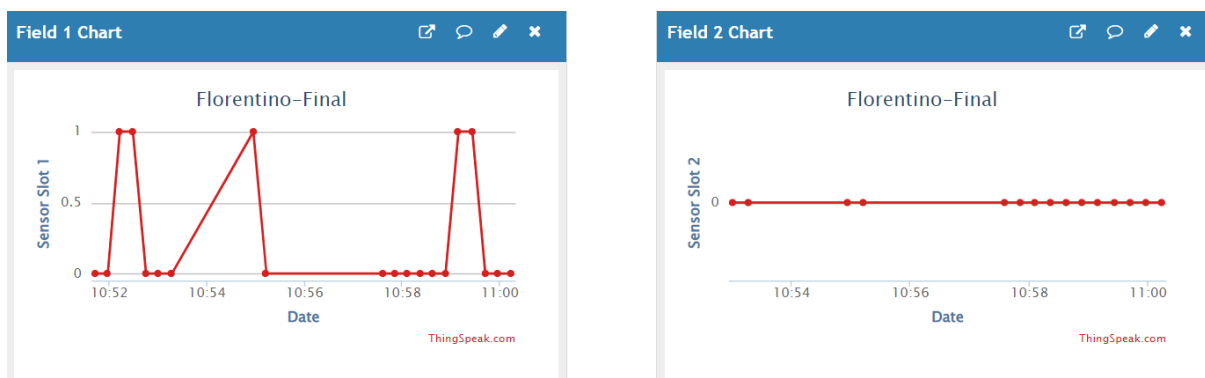 Field 1 Chart
Florentino-Final
Sensor Slot 1
1
0.5
0
10:52 10:54 10:56 10:58 11:00
Date
ThingSpeak.com
Field 2 Chart
Florentino-Final
Sensor Slot 2
0
10:54 10:56 10:58 11:00
Date
ThingSpeak.com